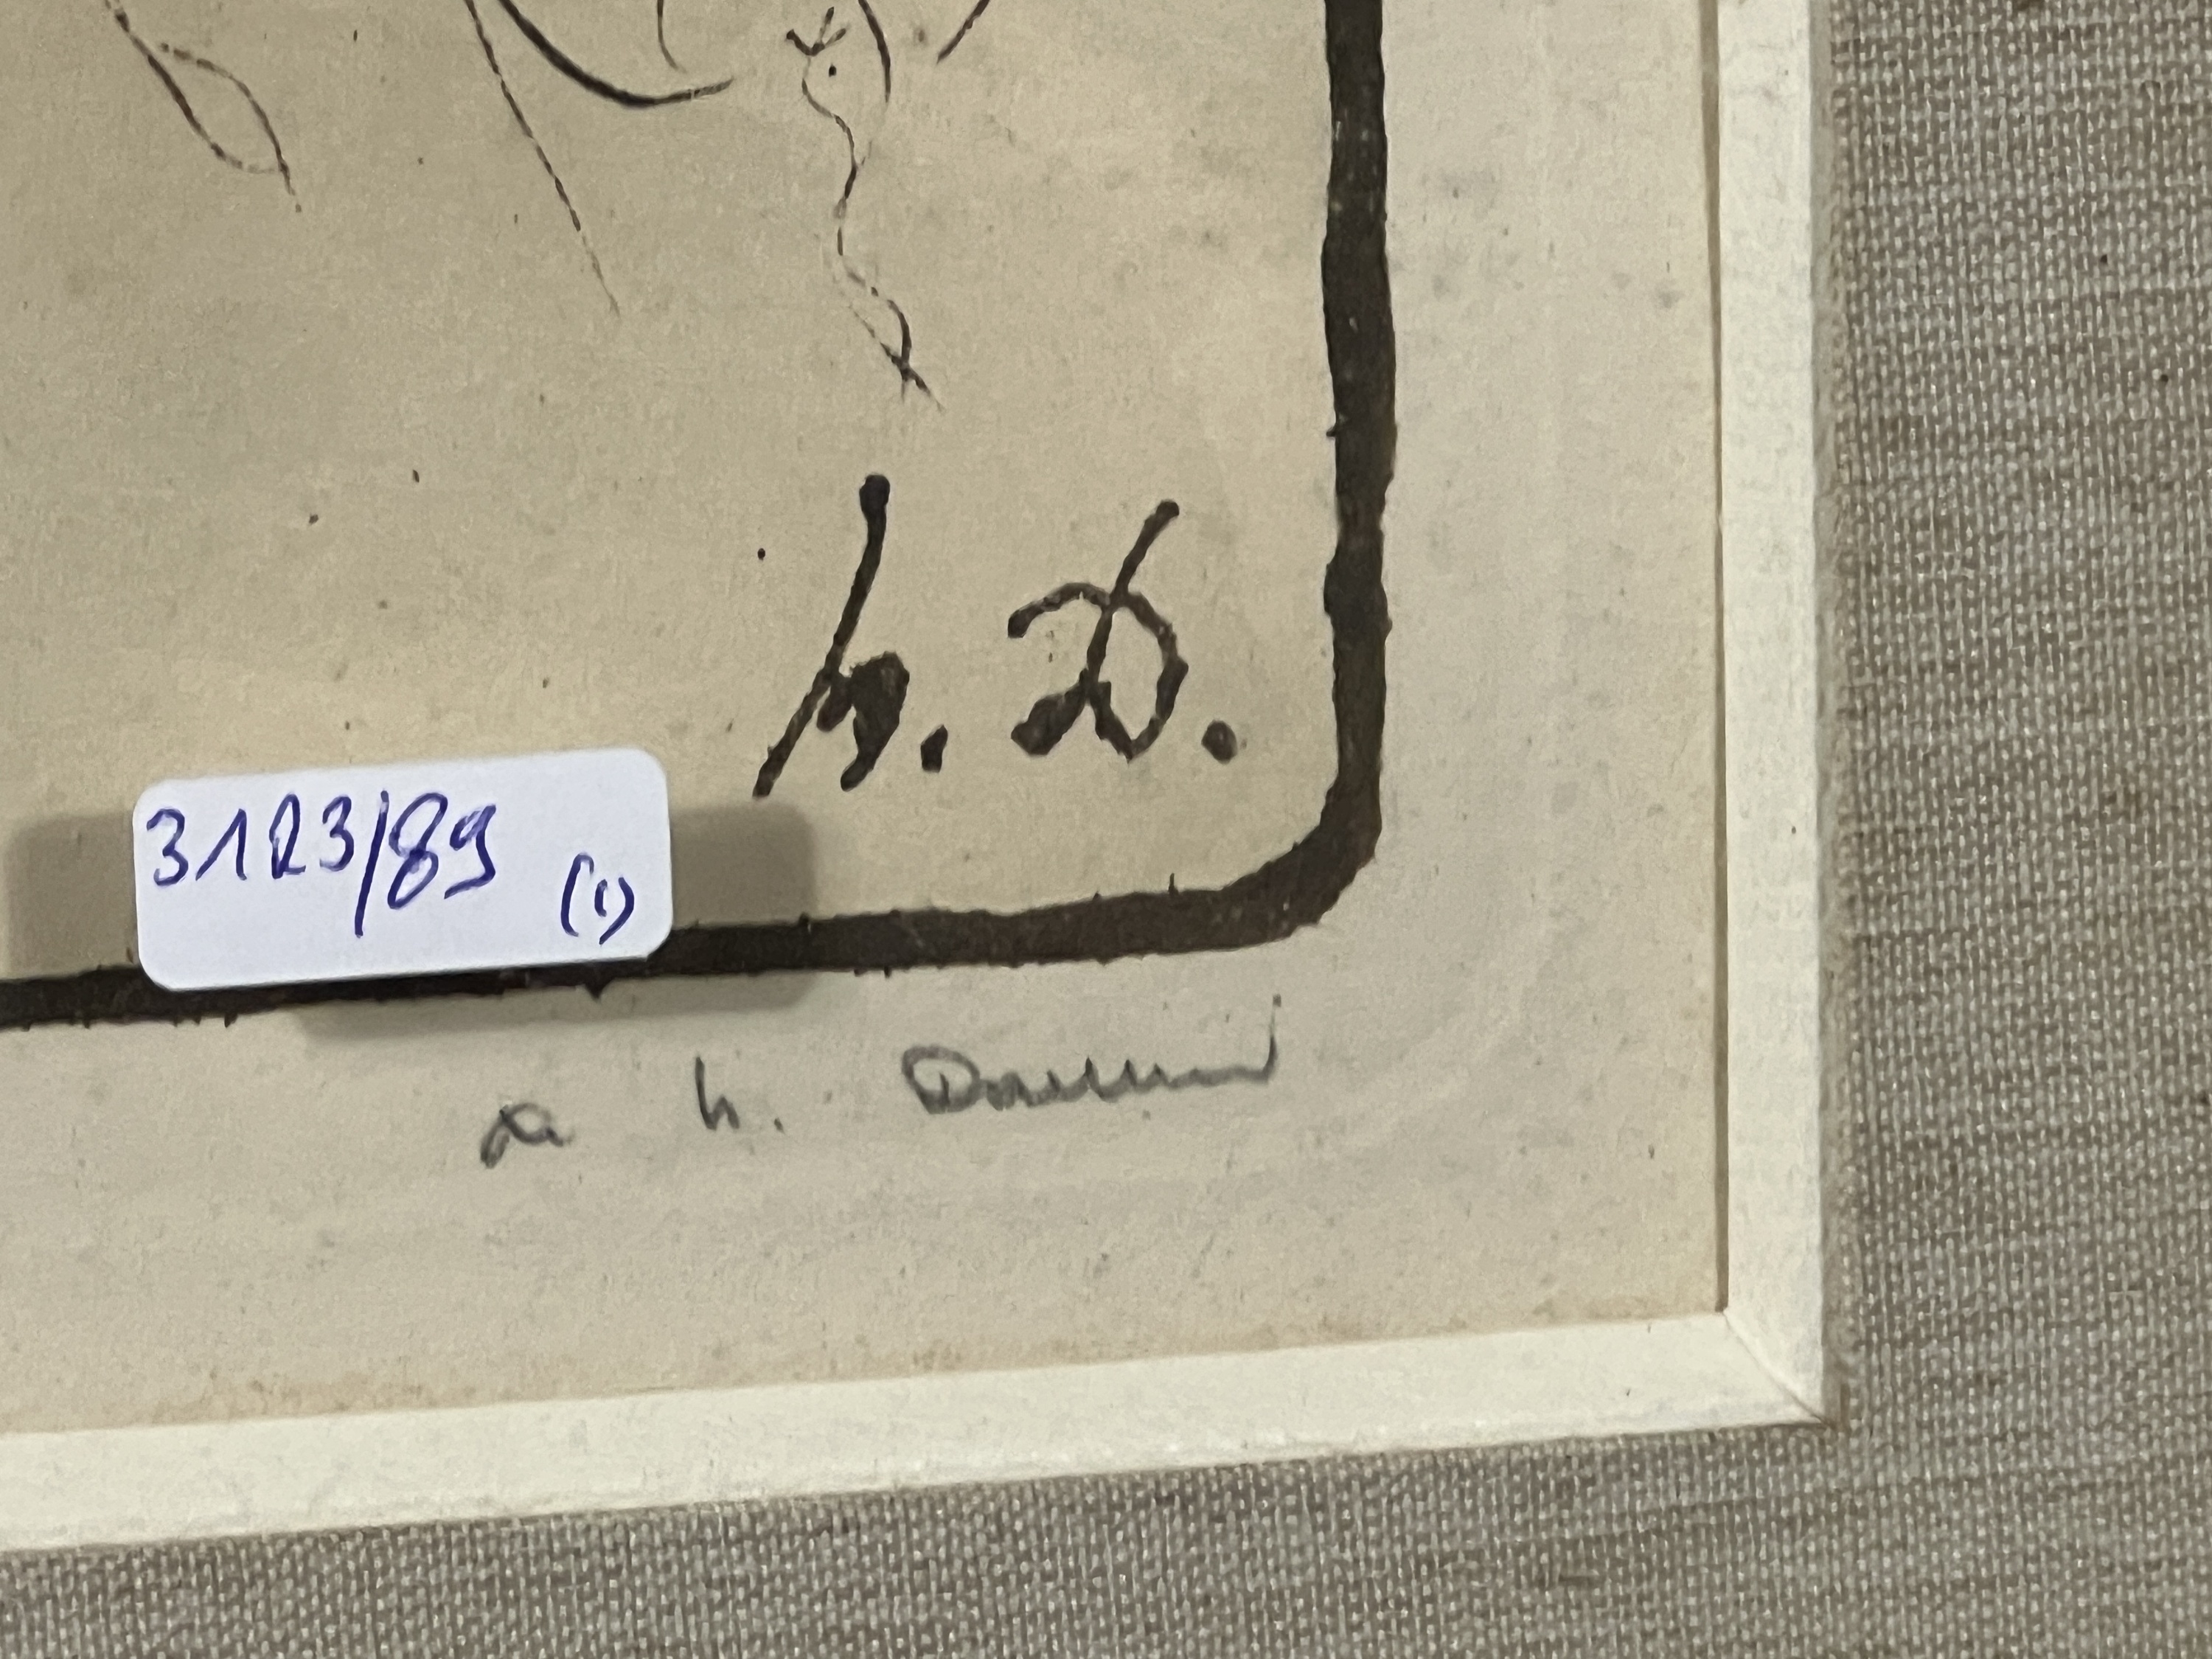 h. D.
3123/89 (1)
h.